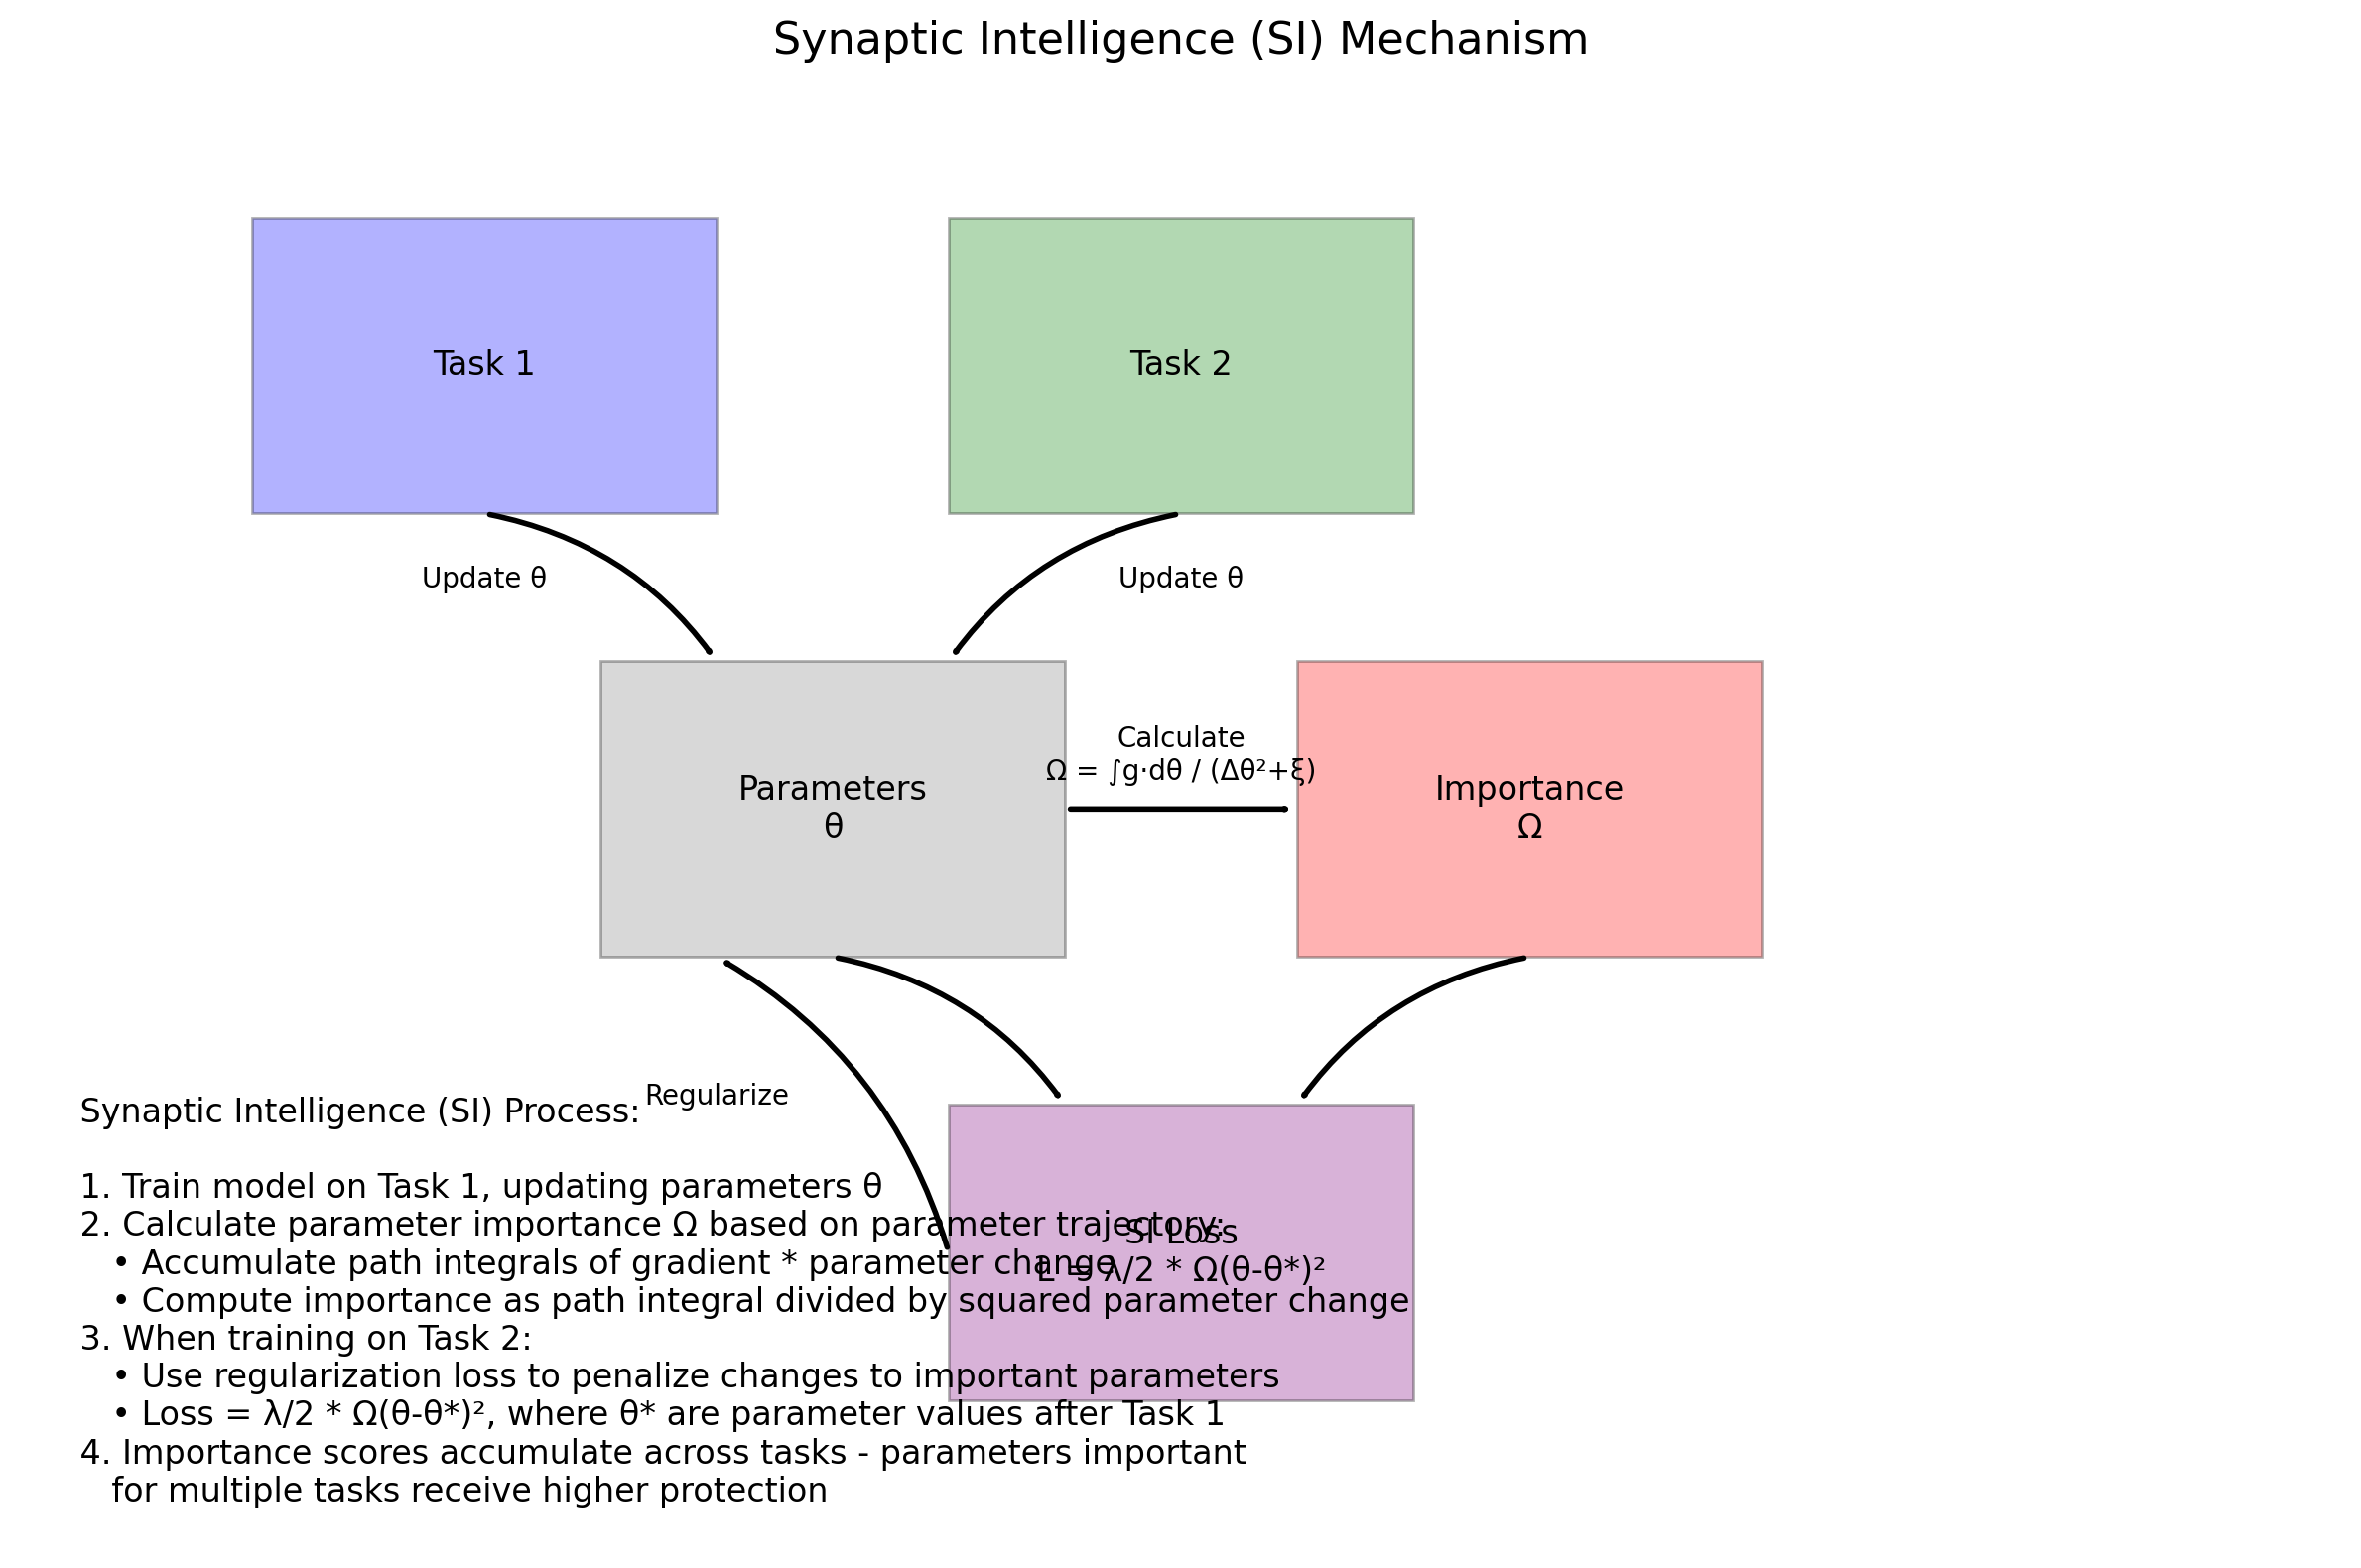 Synaptic Intelligence (SI) Mechanism
Task 1
Task 2
Update θ
Update θ
Calculate
Ω = ∫g·dθ / (Δθ²+ξ)
Parameters
θ
Importance
Ω
Regularize
SI Loss
L = λ/2 * Ω(θ-θ*)²
Synaptic Intelligence (SI) Process:
1. Train model on Task 1, updating parameters θ
2. Calculate parameter importance Ω based on parameter trajectory:
• Accumulate path integrals of gradient * parameter change
• Compute importance as path integral divided by squared parameter change
3. When training on Task 2:
• Use regularization loss to penalize changes to important parameters
• Loss = λ/2 * Ω(θ-θ*)², where θ* are parameter values after Task 1
4. Importance scores accumulate across tasks - parameters important
for multiple tasks receive higher protection